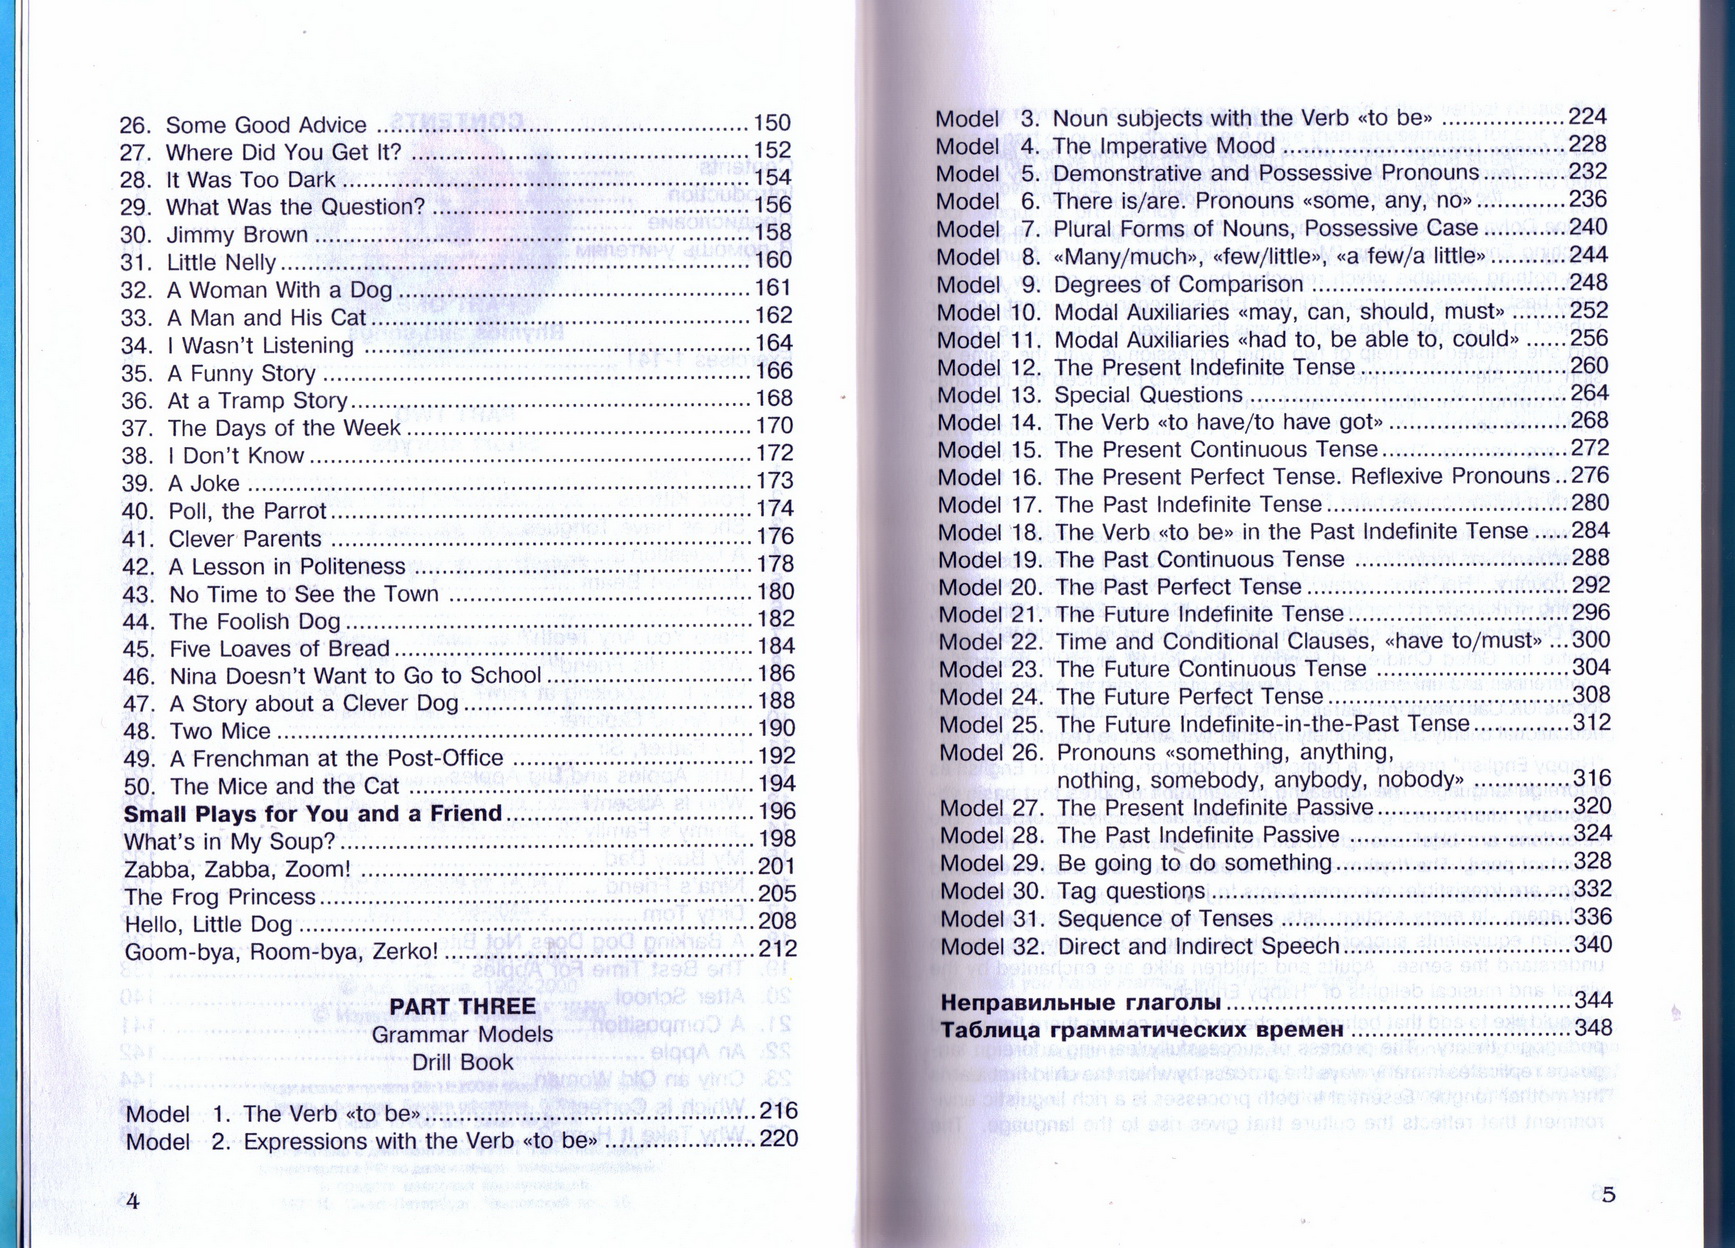 26. Some Good Advice ........ 150
27. Where Did You Get It? ........ 152
28. It Was Too Dark ........ 154
29. What Was the Question? ........ 156
30. Jimmy Brown ........ 158
31. Little Nelly ........ 160
32. A Woman With a Dog ........ 161
33. A Man and His Cat ........ 162
34. I Wasn't Listening ........ 164
35. A Funny Story ........ 166
36. At a Tramp Story ........ 168
37. The Days of the Week ........ 170
38. I Don't Know ........ 172
39. A Joke ........ 173
40. Poll, the Parrot ........ 174
41. Clever Parents ........ 176
42. A Lesson in Politeness ........ 178
43. No Time to See the Town ........ 180
44. The Foolish Dog ........ 182
45. Five Loaves of Bread ........ 184
46. Nina Doesn't Want to Go to School ........ 186
47. A Story about a Clever Dog ........ 188
48. Two Mice ........ 190
49. A Frenchman at the Post-Office ........ 192
50. The Mice and the Cat ........ 194
Small Plays for You and a Friend ........ 196
What's in My Soup? ........ 198
Zabba, Zabba, Zoom! ........ 201
The Frog Princess ........ 205
Hello, Little Dog ........ 208
Goom-bya, Room-bya, Zerko! ........ 212
PART THREE
Grammar Models
Drill Book
Model 1. The Verb «to be» ........ 216
Model 2. Expressions with the Verb «to be» ........ 220
4
Model 3. Noun subjects with the Verb «to be» ........ 224
Model 4. The Imperative Mood ........ 228
Model 5. Demonstrative and Possessive Pronouns ........ 232
Model 6. There is/are. Pronouns «some, any, no» ........ 236
Model 7. Plural Forms of Nouns, Possessive Case ........ 240
Model 8. «Many/much», «few/little», «a few/a little» ........ 244
Model 9. Degrees of Comparison ........ 248
Model 10. Modal Auxiliaries «may, can, should, must» ........ 252
Model 11. Modal Auxiliaries «had to, be able to, could» ........ 256
Model 12. The Present Indefinite Tense ........ 260
Model 13. Special Questions ........ 264
Model 14. The Verb «to have/to have got» ........ 268
Model 15. The Present Continuous Tense ........ 272
Model 16. The Present Perfect Tense. Reflexive Pronouns .. 276
Model 17. The Past Indefinite Tense ........ 280
Model 18. The Verb «to be» in the Past Indefinite Tense ..... 284
Model 19. The Past Continuous Tense ........ 288
Model 20. The Past Perfect Tense ........ 292
Model 21. The Future Indefinite Tense ........ 296
Model 22. Time and Conditional Clauses, «have to/must» ... 300
Model 23. The Future Continuous Tense ........ 304
Model 24. The Future Perfect Tense ........ 308
Model 25. The Future Indefinite-in-the-Past Tense ........ 312
Model 26. Pronouns «something, anything,
nothing, somebody, anybody, nobody» ........ 316
Model 27. The Present Indefinite Passive ........ 320
Model 28. The Past Indefinite Passive ........ 324
Model 29. Be going to do something ........ 328
Model 30. Tag questions ........ 332
Model 31. Sequence of Tenses ........ 336
Model 32. Direct and Indirect Speech ........ 340
Неправильные глаголы ........ 344
Таблица грамматических времен ........ 348
5